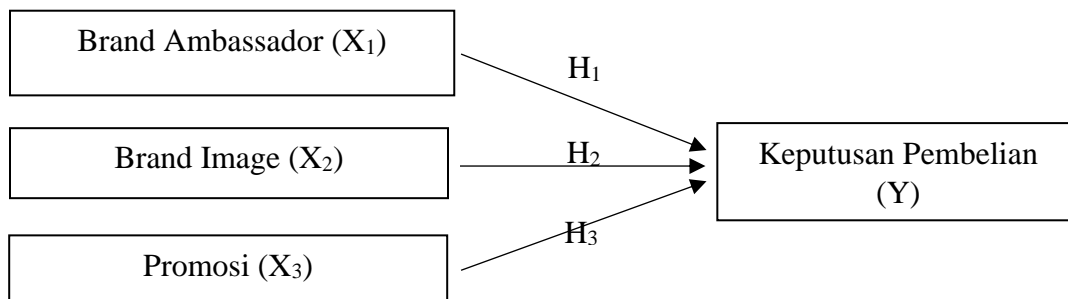 Brand Ambassador (X₁)
H₁
Brand Image (X₂)
H₂
Keputusan Pembelian
(Y)
H₃
Promosi (X₃)